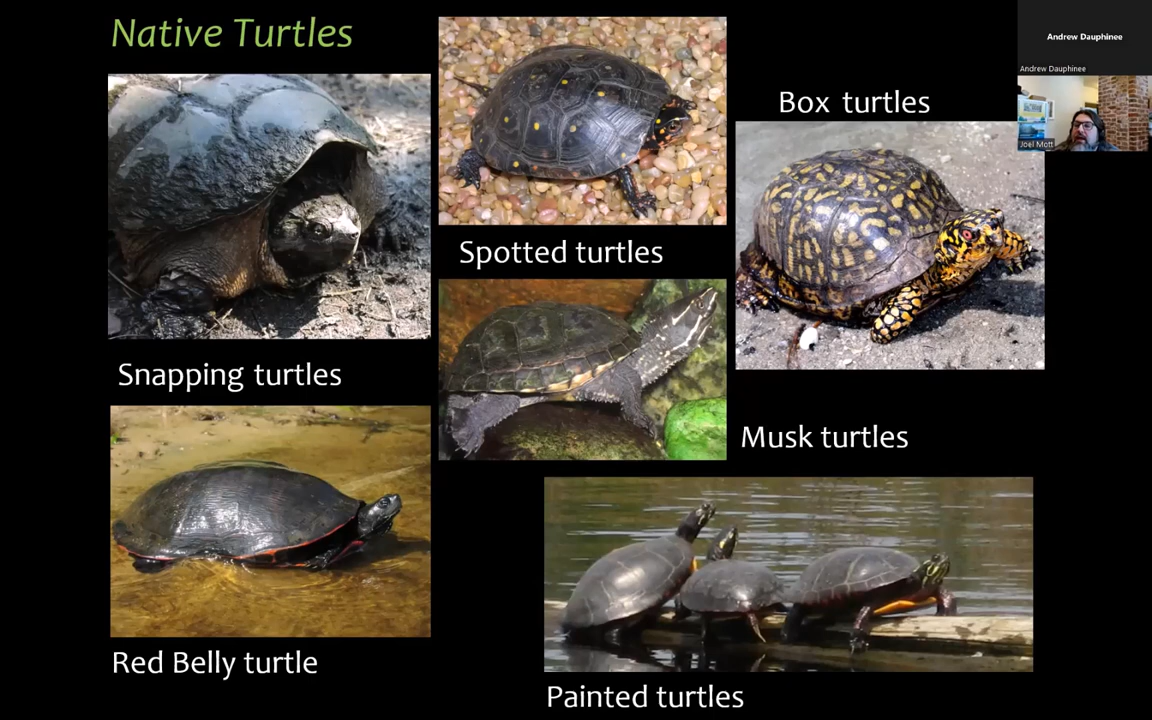 Native Turtles
Andrew Dauphinee
Andrew Dauphinee
Box turtles
Joel Mott
Spotted turtles
Snapping turtles
Musk turtles
Red Belly turtle
Painted turtles